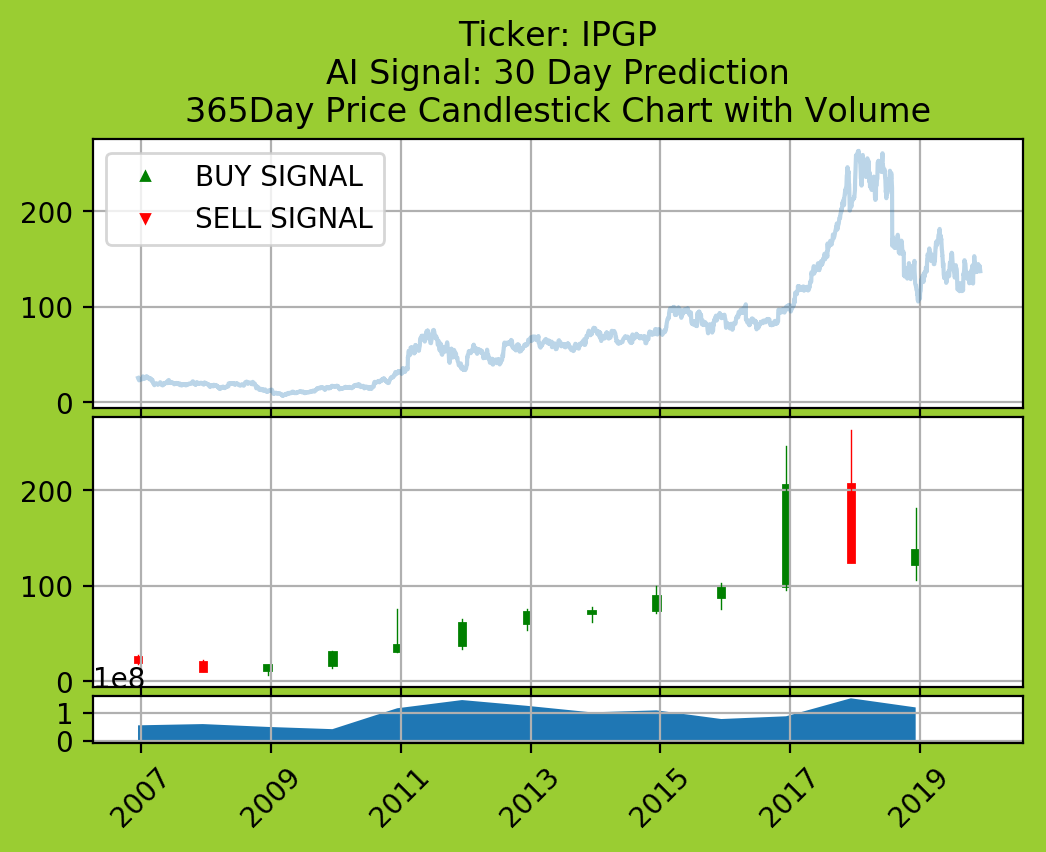 Ticker: IPGP
AI Signal: 30 Day Prediction
365Day Price Candlestick Chart with Volume
BUY SIGNAL
SELL SIGNAL
200
100
0
200
100
0
1e8
1
0
2007 2009 2011 2013 2015 2017 2019